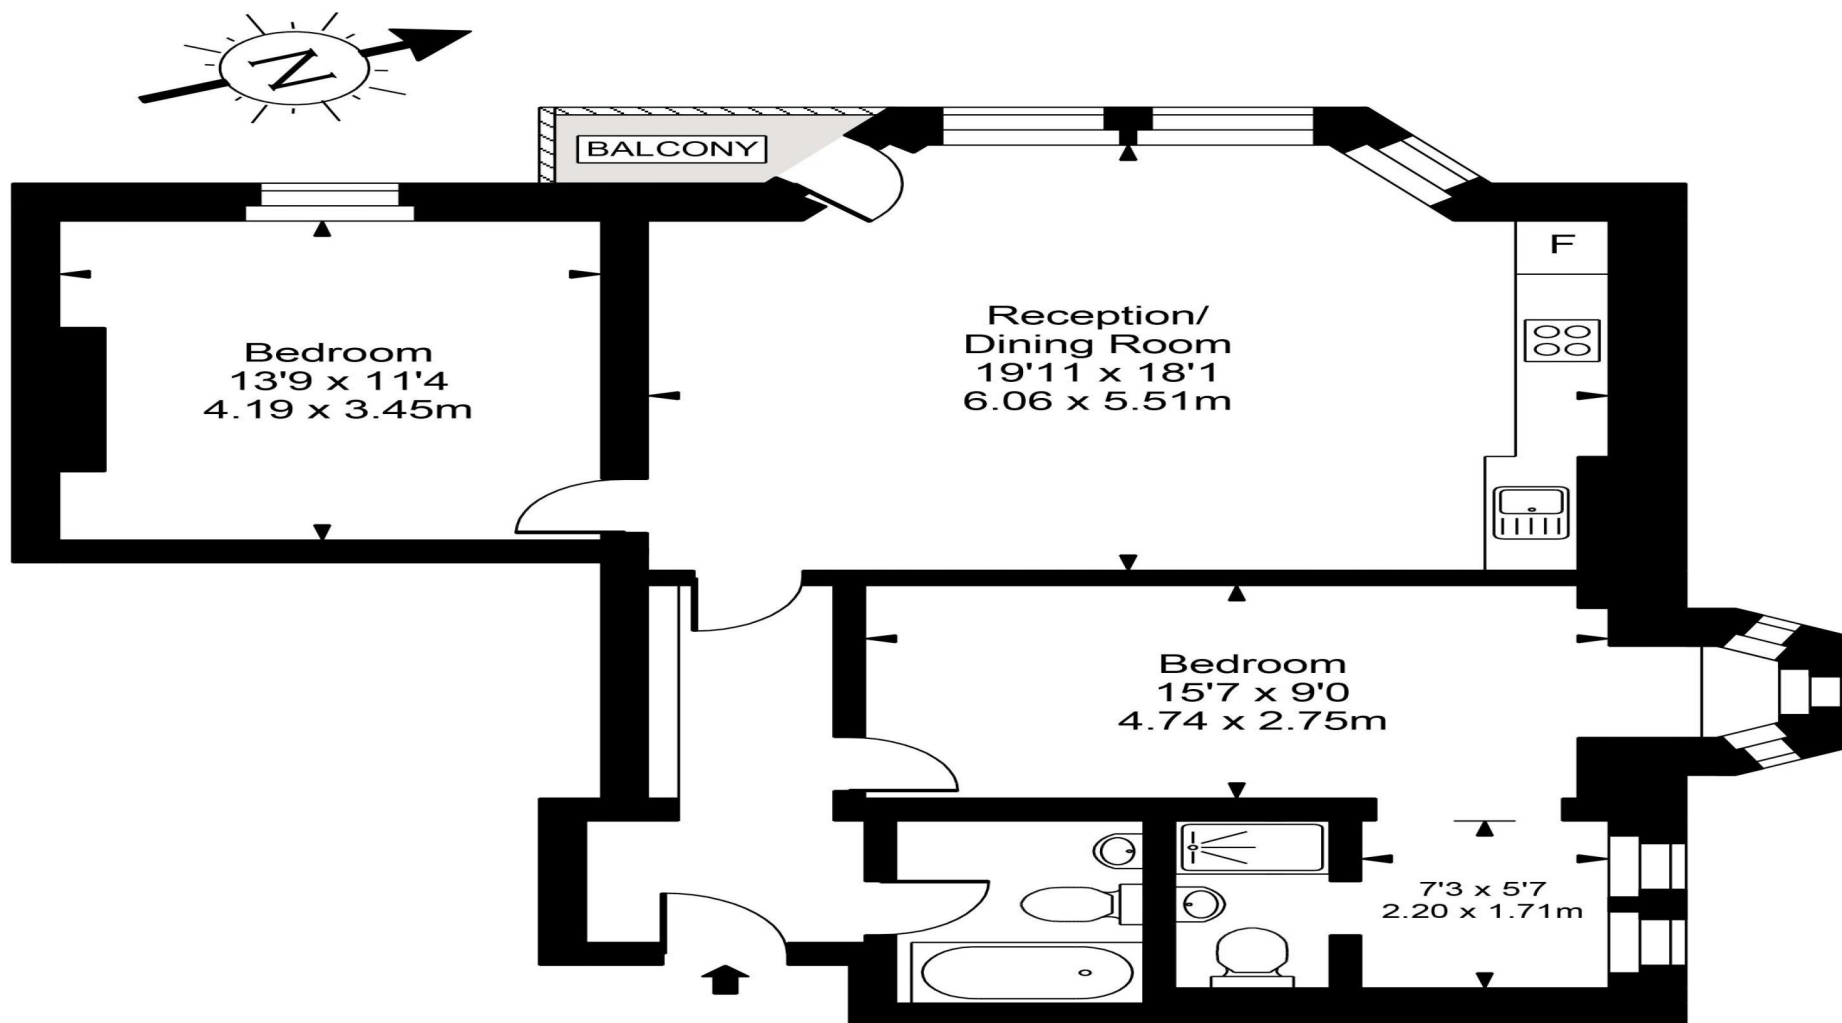 N
BALCONY
F
Reception/
Dining Room
19'11 x 18'1
6.06 x 5.51m
Bedroom
13'9 x 11'4
4.19 x 3.45m
Bedroom
15'7 x 9'0
4.74 x 2.75m
7'3 x 5'7
2.20 x 1.71m